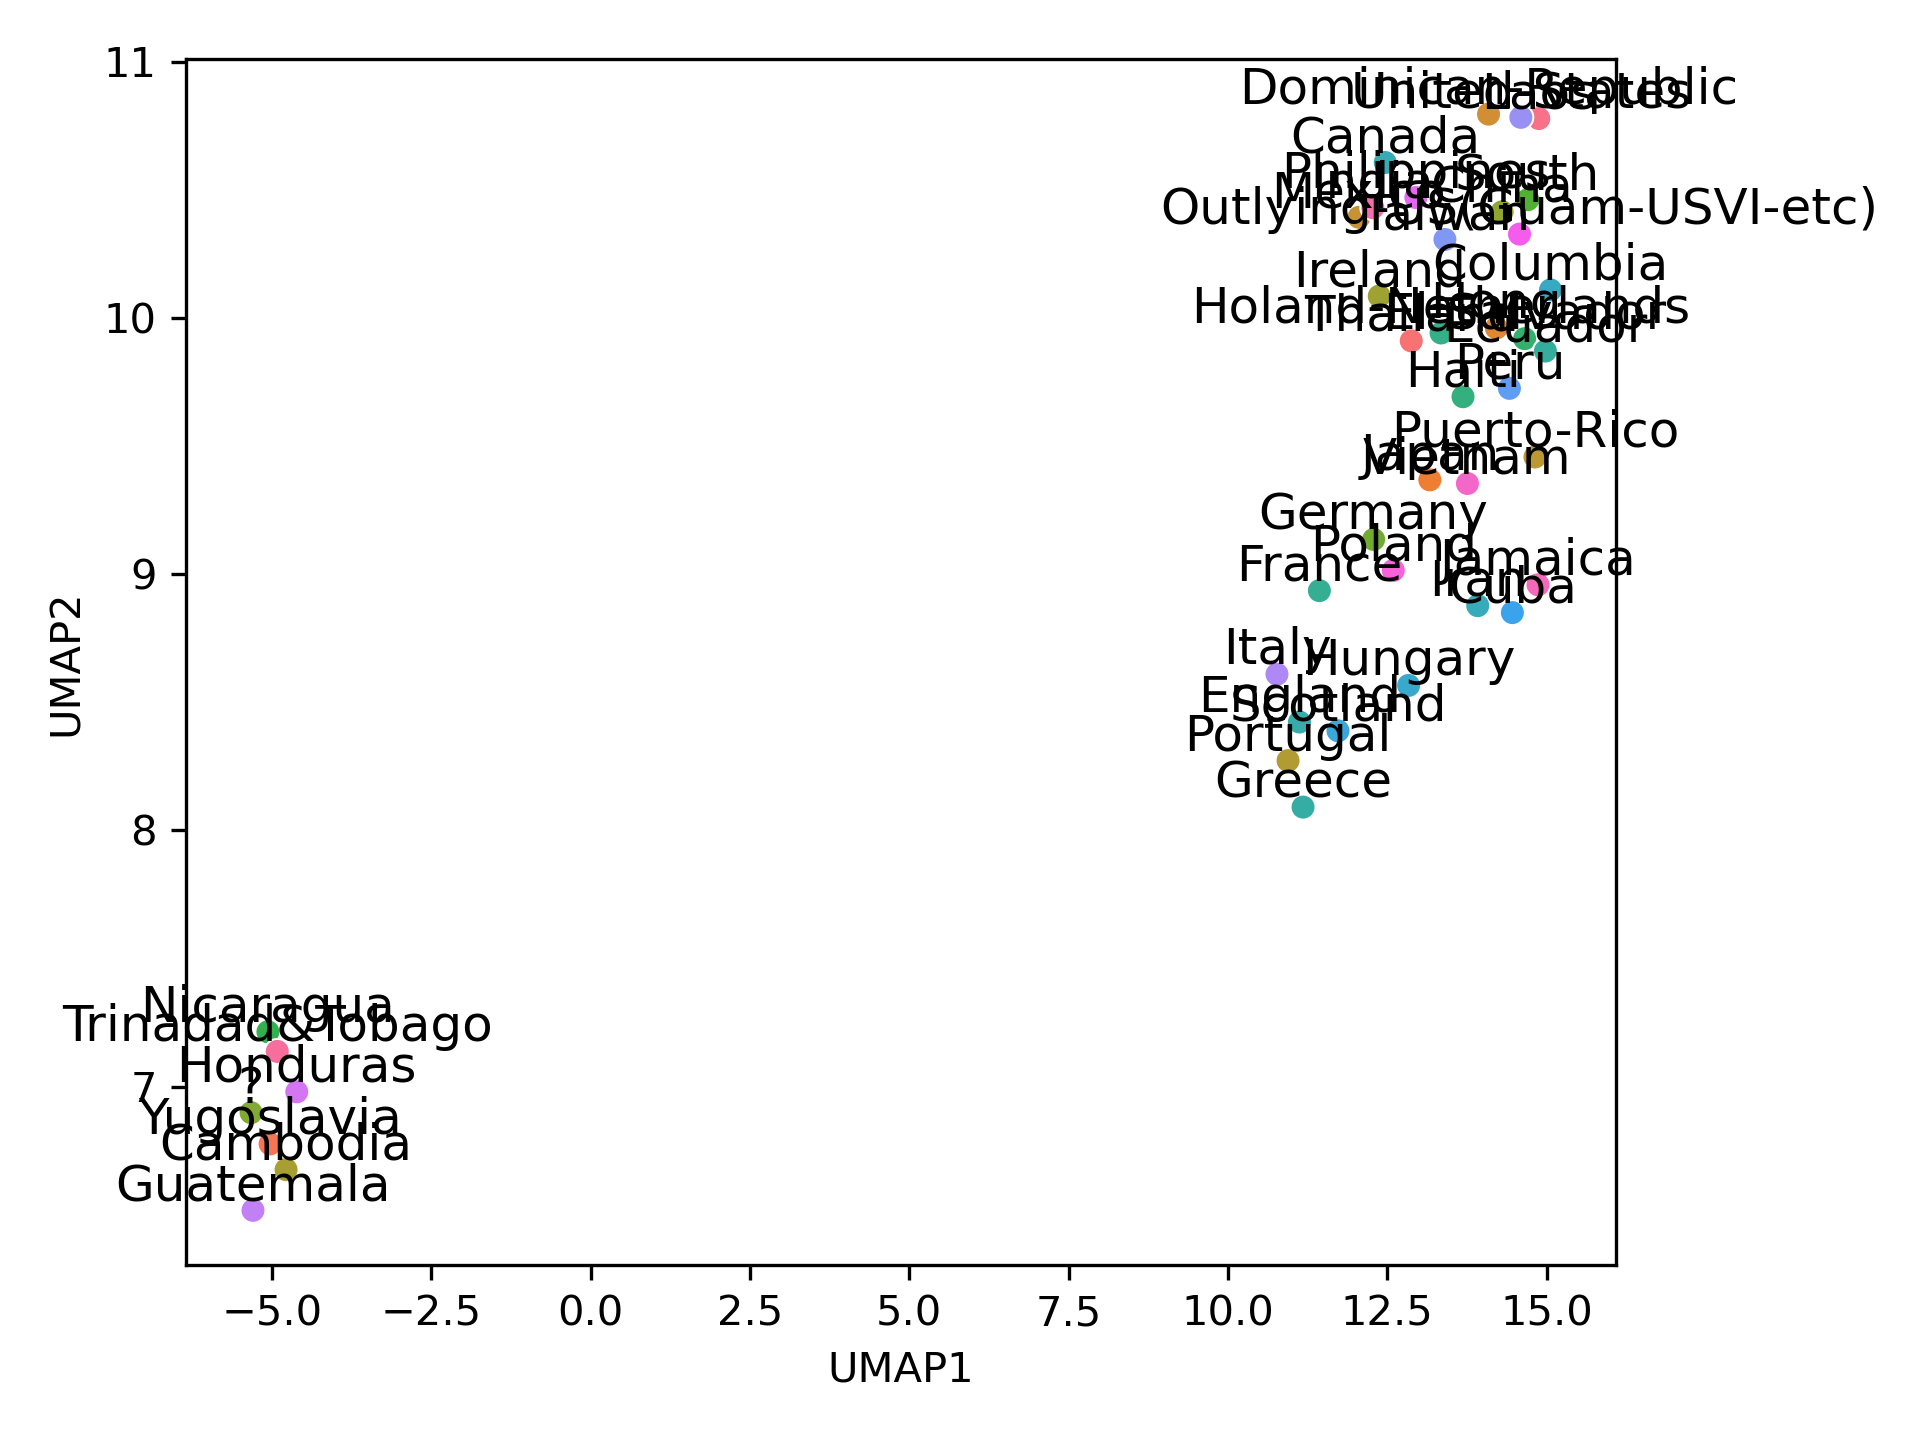 11
Dominican-Republic
United-States
Laos
Canada
Philippines
South
India
China
Mexico
Outlying-US(Guam-USVI-etc)
Taiwan
Columbia
Ireland
10
Holand-Netherlands
Hong
Thailand
El-Salvador
Ecuador
Peru
Haiti
Puerto-Rico
Japan
Vietnam
Germany
Poland
Jamaica
9
France
Iran
Cuba
Italy
Hungary
England
Scotland
Portugal
Greece
8
Nicaragua
Trinadad&Tobago
Honduras
7
?
Yugoslavia
Cambodia
Guatemala
UMAP2
−5.0 −2.5 0.0 2.5 5.0 7.5 10.0 12.5 15.0
UMAP1